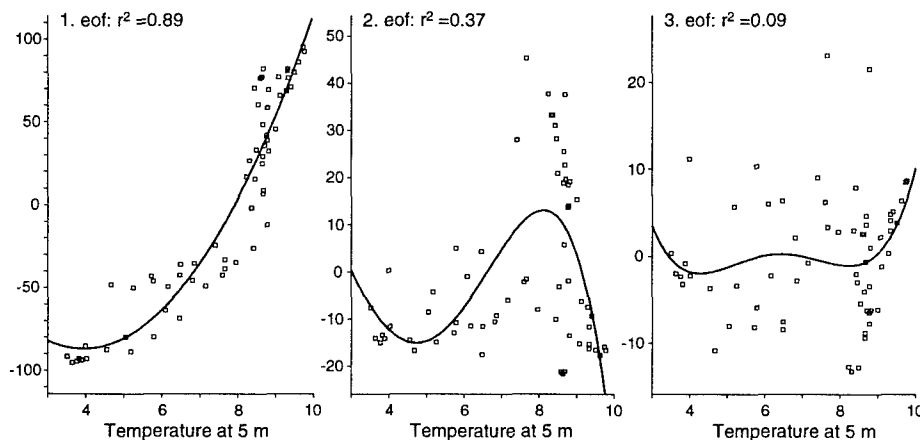 1. eof: r² =0.89
2. eof: r² =0.37
3. eof: r² =0.09
100
50
0
-50
-100
50
40
30
20
10
0
-10
-20
20
10
0
-10
4 6 8 10
4 6 8 10
4 6 8 10
Temperature at 5 m
Temperature at 5 m
Temperature at 5 m